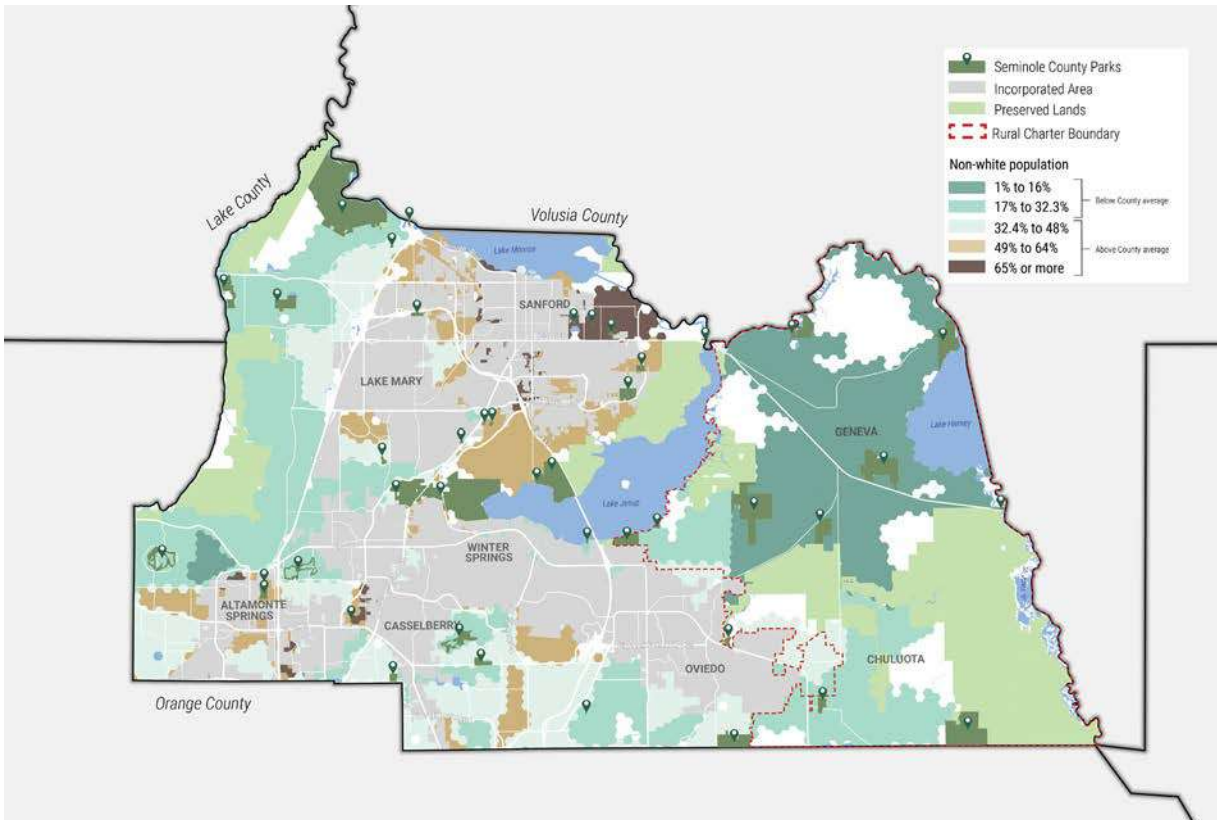 Seminole County Parks
Incorporated Area
Preserved Lands
Rural Charter Boundary
Non-white population
1% to 16%
17% to 32.3%
Below County average
32.4% to 48%
49% to 64%
Above County average
65% or more
Lake County
Volusia County
Lake Monroe
SANFORD
LAKE MARY
GENEVA
Lake Harney
Lake Jesup
WINTER
SPRINGS
ALTAMONTE
SPRINGS
CASSELBERRY
OVIEDO
CHULUOTA
Orange County